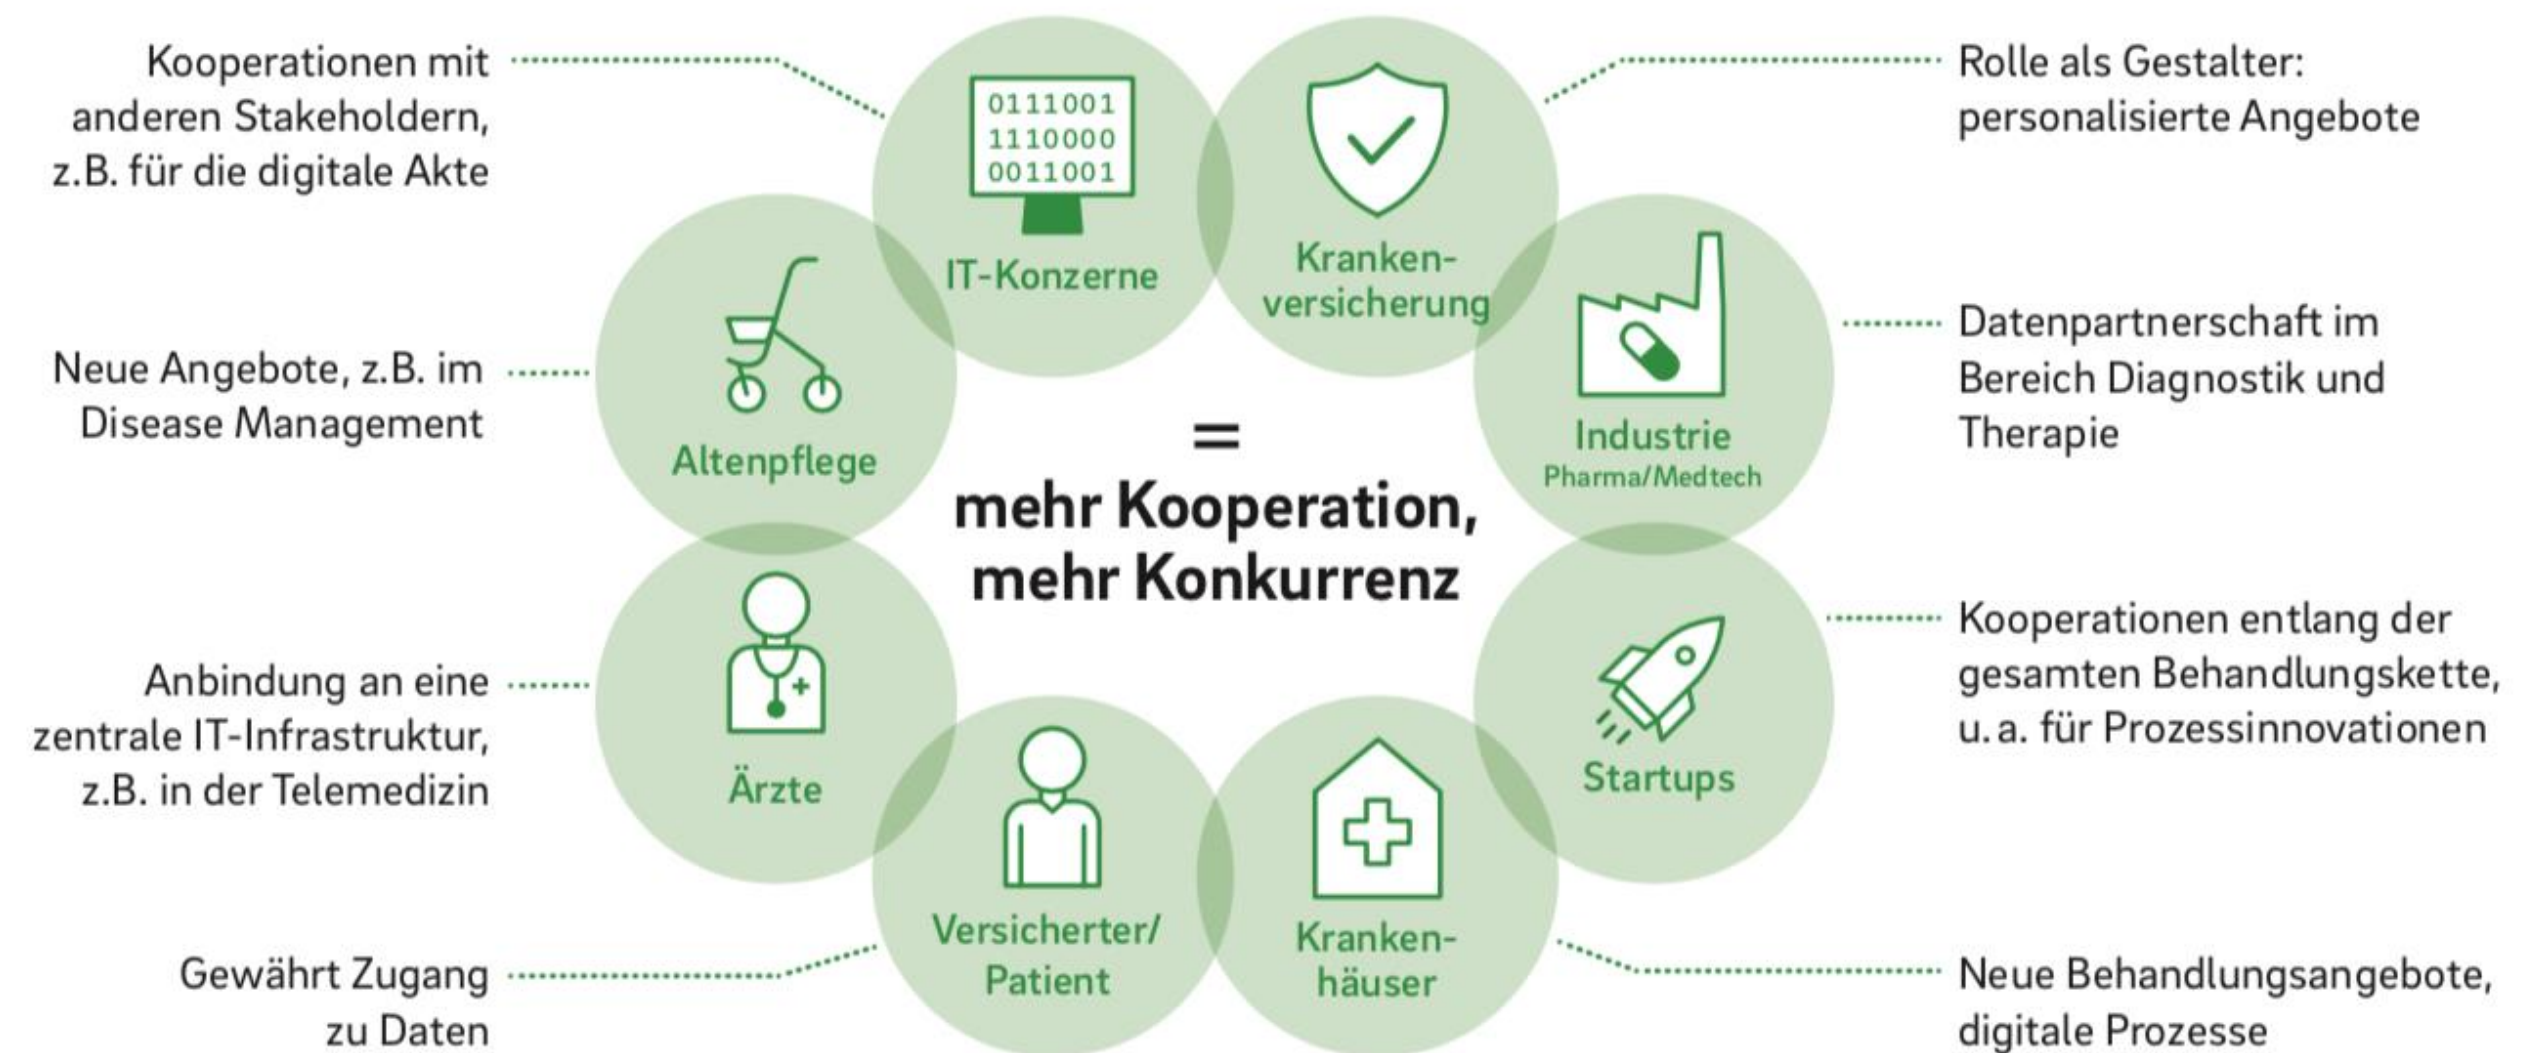 Kooperationen mit
anderen Stakeholdern,
z.B. für die digitale Akte
0111001
1110000
0011001
IT-Konzerne
Kranken-
versicherung
Rolle als Gestalter:
personalisierte Angebote
Neue Angebote, z.B. im
Disease Management
Altenpflege
Industrie
Pharma/Medtech
Datenpartnerschaft im
Bereich Diagnostik und
Therapie
=
mehr Kooperation,
mehr Konkurrenz
Anbindung an eine
zentrale IT-Infrastruktur,
z.B. in der Telemedizin
Ärzte
Startups
Kooperationen entlang der
gesamten Behandlungskette,
u. a. für Prozessinnovationen
Gewährt Zugang
zu Daten
Versicherter/
Patient
Kranken-
häuser
Neue Behandlungsangebote,
digitale Prozesse